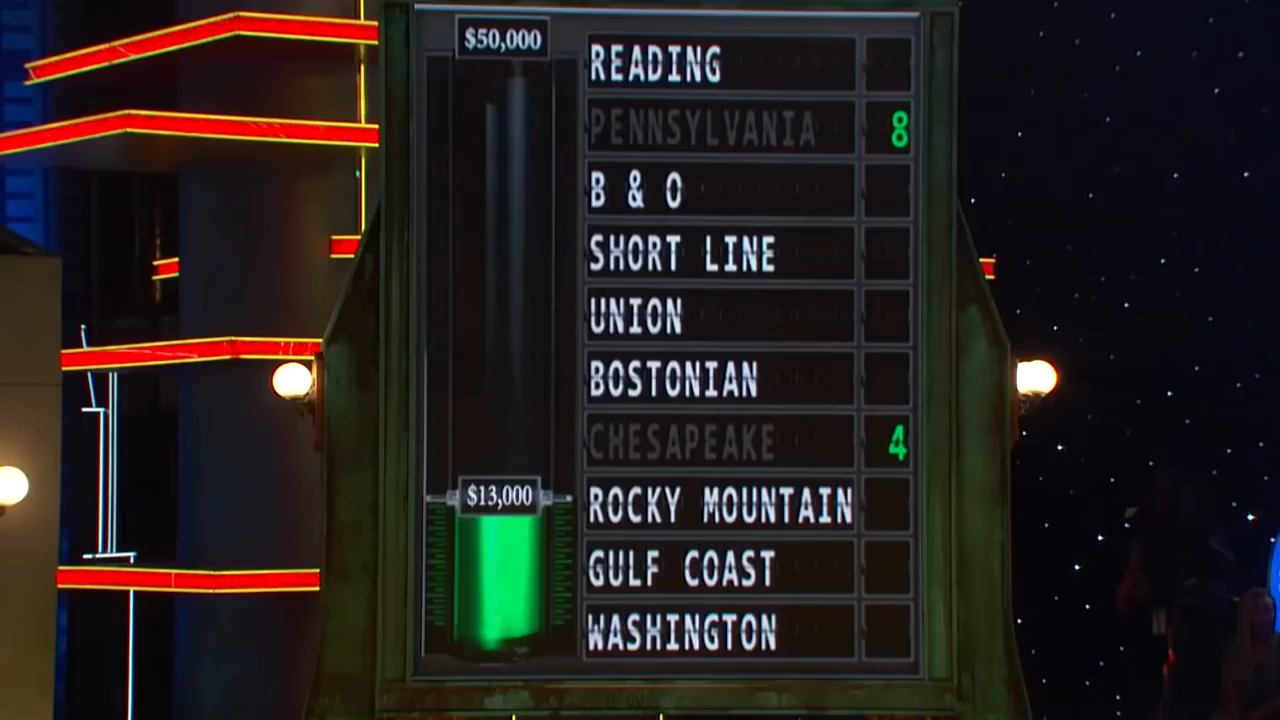 $50,000
READING
PENNSYLVANIA 8
B & O
SHORT LINE
UNION
BOSTONIAN
CHESAPEAKE 4
$13,000
ROCKY MOUNTAIN
GULF COAST
WASHINGTON